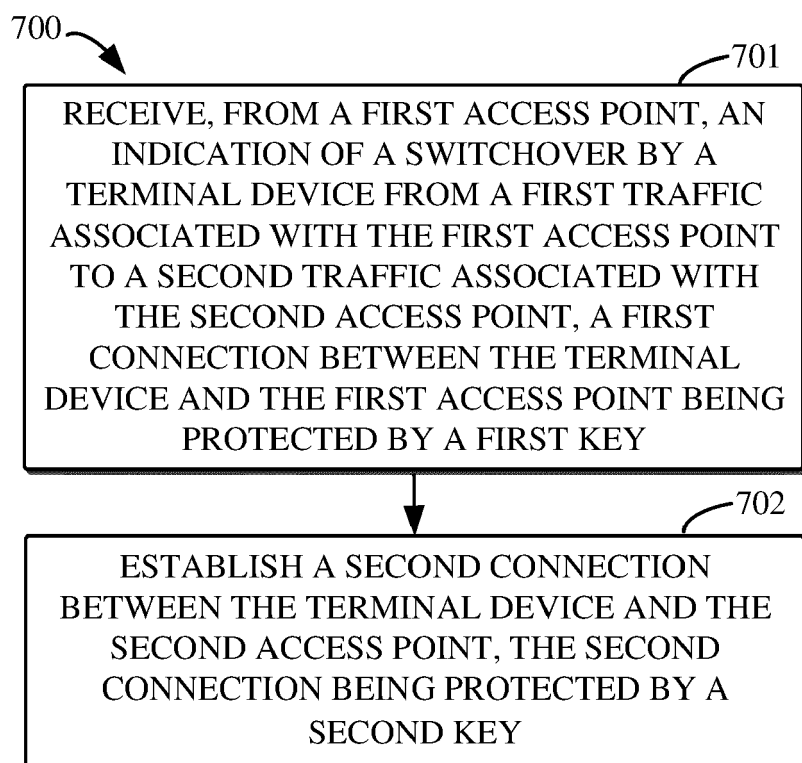 700
701
RECEIVE, FROM A FIRST ACCESS POINT, AN
INDICATION OF A SWITCHOVER BY A
TERMINAL DEVICE FROM A FIRST TRAFFIC
ASSOCIATED WITH THE FIRST ACCESS POINT
TO A SECOND TRAFFIC ASSOCIATED WITH
THE SECOND ACCESS POINT, A FIRST
CONNECTION BETWEEN THE TERMINAL
DEVICE AND THE FIRST ACCESS POINT BEING
PROTECTED BY A FIRST KEY
702
ESTABLISH A SECOND CONNECTION
BETWEEN THE TERMINAL DEVICE AND THE
SECOND ACCESS POINT, THE SECOND
CONNECTION BEING PROTECTED BY A
SECOND KEY